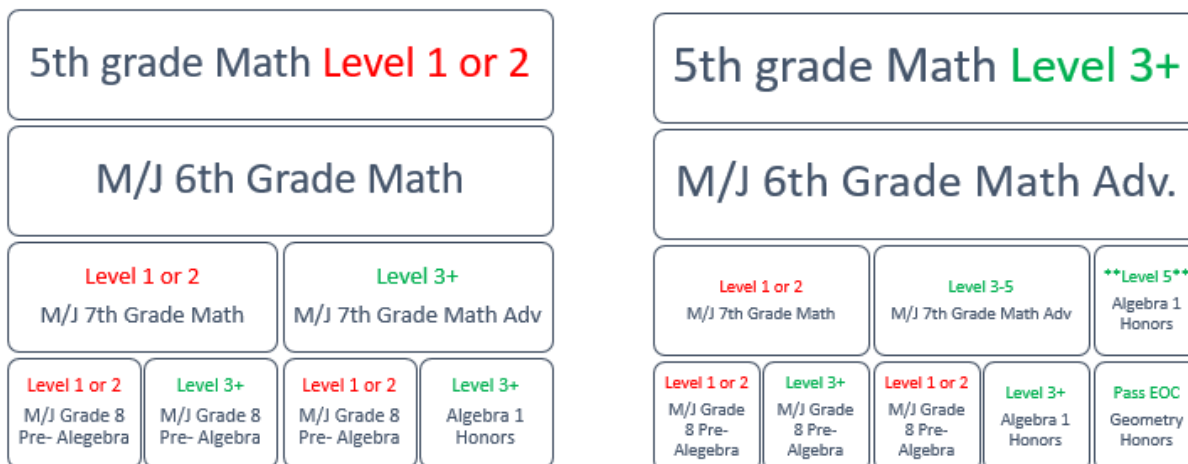 5th grade Math Level 1 or 2
M/J 6th Grade Math
Level 1 or 2
M/J 7th Grade Math
Level 3+
M/J 7th Grade Math Adv
Level 1 or 2
M/J Grade 8
Pre- Alegebra
Level 3+
M/J Grade 8
Pre- Algebra
Level 1 or 2
M/J Grade 8
Pre- Algebra
Level 3+
Algebra 1
Honors
5th grade Math Level 3+
M/J 6th Grade Math Adv.
Level 1 or 2
M/J 7th Grade Math
Level 3-5
M/J 7th Grade Math Adv
**Level 5**
Algebra 1
Honors
Level 1 or 2
M/J Grade
8 Pre-
Alegebra
Level 3+
M/J Grade
8 Pre-
Algebra
Level 1 or 2
M/J Grade
8 Pre-
Algebra
Level 3+
Algebra 1
Honors
Pass EOC
Geometry
Honors